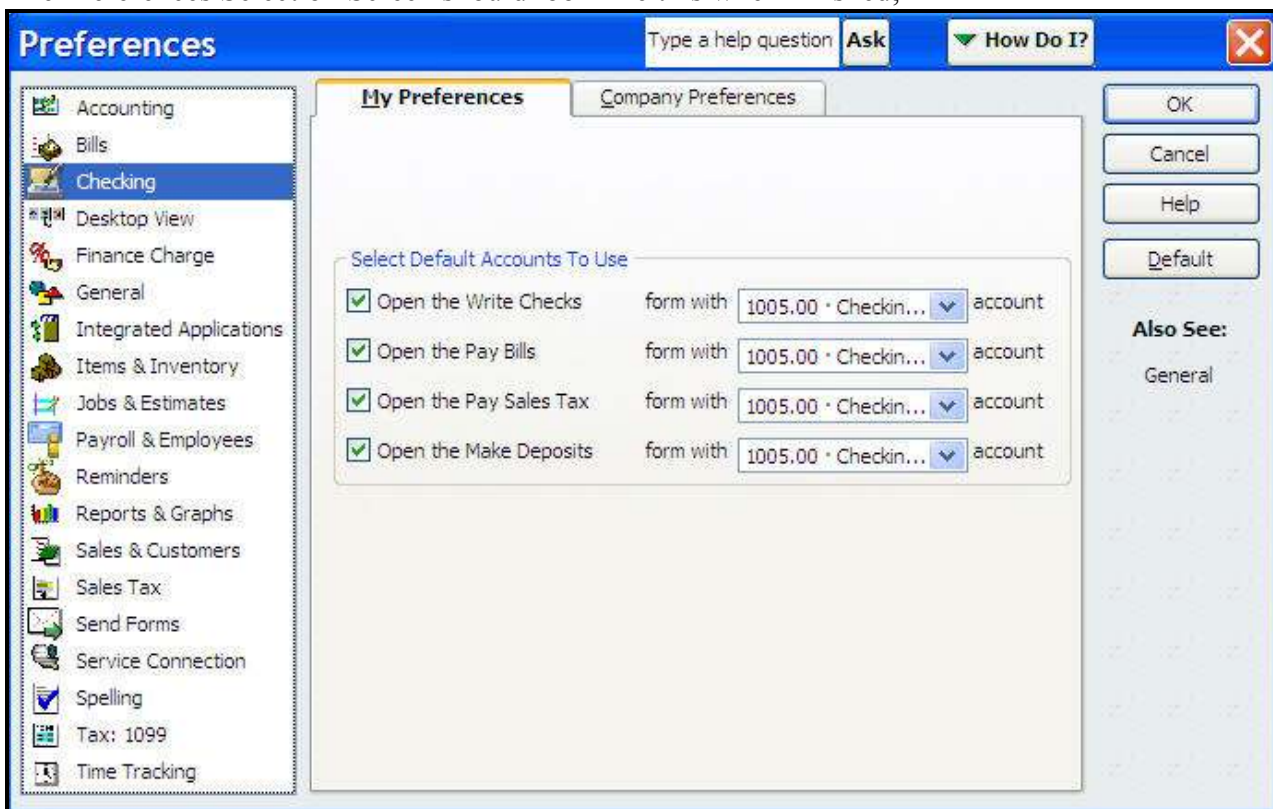 Preferences
Type a help question Ask How Do I?
My Preferences
Company Preferences
Accounting
Bills
Checking
Desktop View
Finance Charge
General
Integrated Applications
Items & Inventory
Jobs & Estimates
Payroll & Employees
Reminders
Reports & Graphs
Sales & Customers
Sales Tax
Send Forms
Service Connection
Spelling
Tax: 1099
Time Tracking
Select Default Accounts To Use
Open the Write Checks form with 1005.00 · Checkin... account
Open the Pay Bills form with 1005.00 · Checkin... account
Open the Pay Sales Tax form with 1005.00 · Checkin... account
Open the Make Deposits form with 1005.00 · Checkin... account
OK
Cancel
Help
Default
Also See:
General